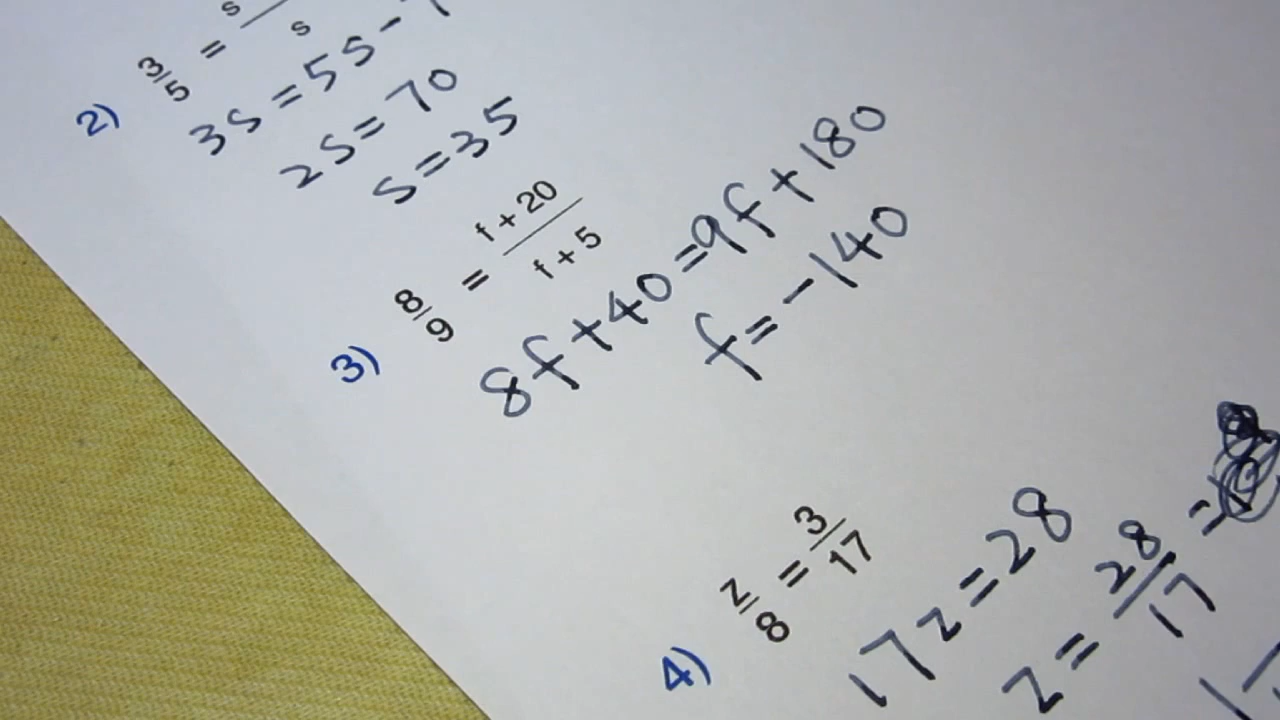 2) 3/5 = s / s
3s = 5s -
2s = 70
s = 35
3) 8/9 = f + 20 / f + 5
8f + 40 = 9f + 180
f = -140
4) z/8 = 3/17
17z = 28
z = 28/17 =